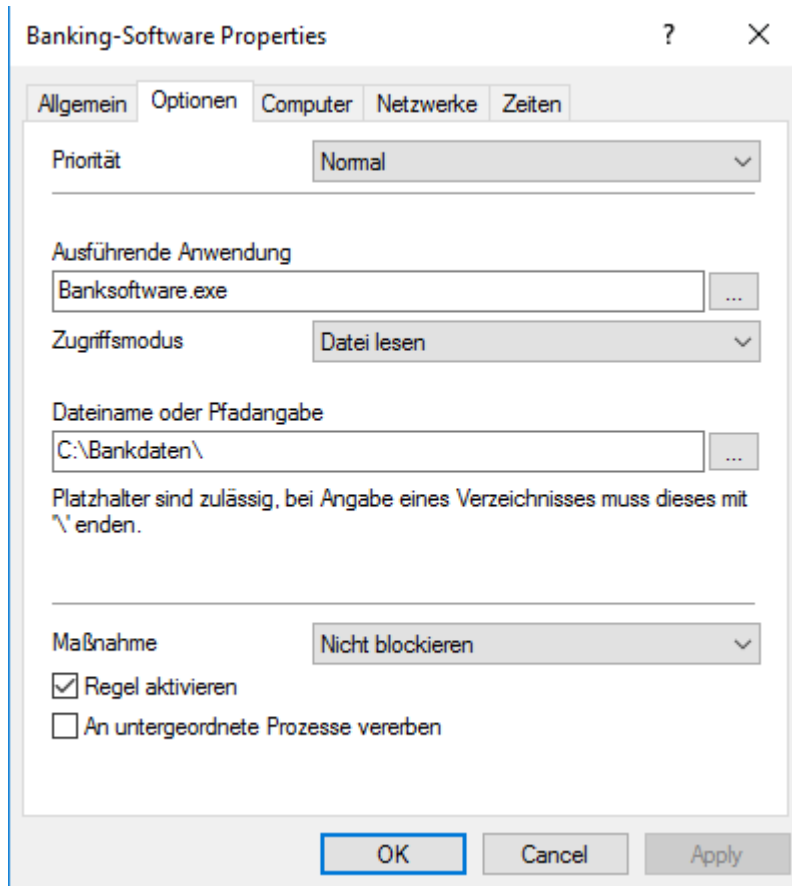 Banking-Software Properties
?
Allgemein Optionen Computer Netzwerke Zeiten
Priorität Normal
Ausführende Anwendung
Banksoftware.exe ...
Zugriffsmodus Datei lesen
Dateiname oder Pfadangabe
C:\Bankdaten\ ...
Platzhalter sind zulässig, bei Angabe eines Verzeichnisses muss dieses mit
'\' enden.
Maßnahme Nicht blockieren
Regel aktivieren
An untergeordnete Prozesse vererben
OK Cancel Apply